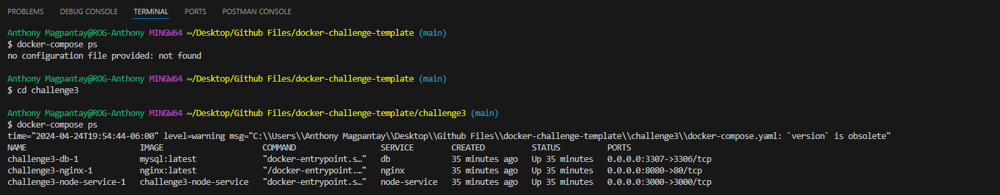 PROBLEMS DEBUG CONSOLE TERMINAL PORTS POSTMAN CONSOLE
Anthony Magpantay@ROG-Anthony MINGW64 ~/Desktop/Github Files/docker-challenge-template (main)
$ docker-compose ps
no configuration file provided: not found
Anthony Magpantay@ROG-Anthony MINGW64 ~/Desktop/Github Files/docker-challenge-template (main)
$ cd challenge3
Anthony Magpantay@ROG-Anthony MINGW64 ~/Desktop/Github Files/docker-challenge-template/challenge3 (main)
$ docker-compose ps
time="2024-04-24T19:54:44-06:00" level=warning msg="C:\\Users\\Anthony Magpantay\\Desktop\\Github Files\\docker-challenge-template\\challenge3\\docker-compose.yaml: `version` is obsolete"
NAME IMAGE COMMAND SERVICE CREATED STATUS PORTS
challenge3-db-1 mysql:latest "docker-entrypoint.s…" db 35 minutes ago Up 35 minutes 0.0.0.0:3307->3306/tcp
challenge3-nginx-1 nginx:latest "/docker-entrypoint.…" nginx 35 minutes ago Up 35 minutes 0.0.0.0:8080->80/tcp
challenge3-node-service-1 challenge3-node-service "docker-entrypoint.s…" node-service 35 minutes ago Up 35 minutes 0.0.0.0:3000->3000/tcp